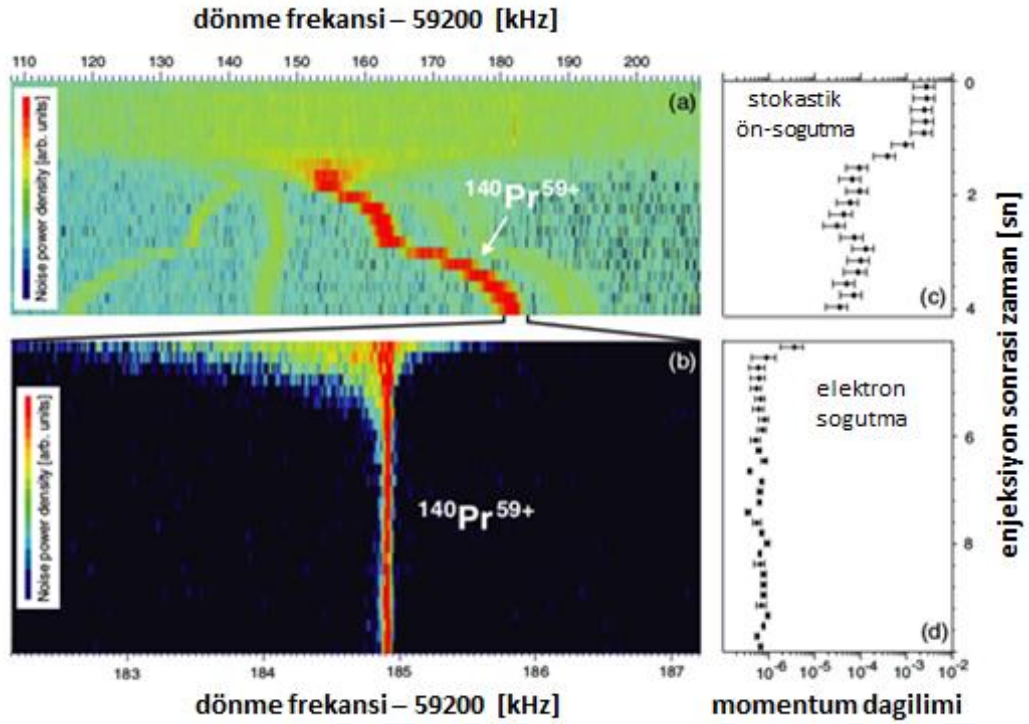 dönme frekansi – 59200 [kHz]
110 120 130 140 150 160 170 180 190 200
Noise power density [arb. units]
(a)
140Pr59+
stokastik
ön-sogutma
(c)
0
2
4
enjeksiyon sonrasi zaman [sn]
Noise power density [arb. units]
(b)
140Pr59+
elektron
sogutma
(d)
6
8
183 184 185 186 187
10-6 10-5 10-4 10-3 10-2
dönme frekansi – 59200 [kHz]
momentum dagilimi